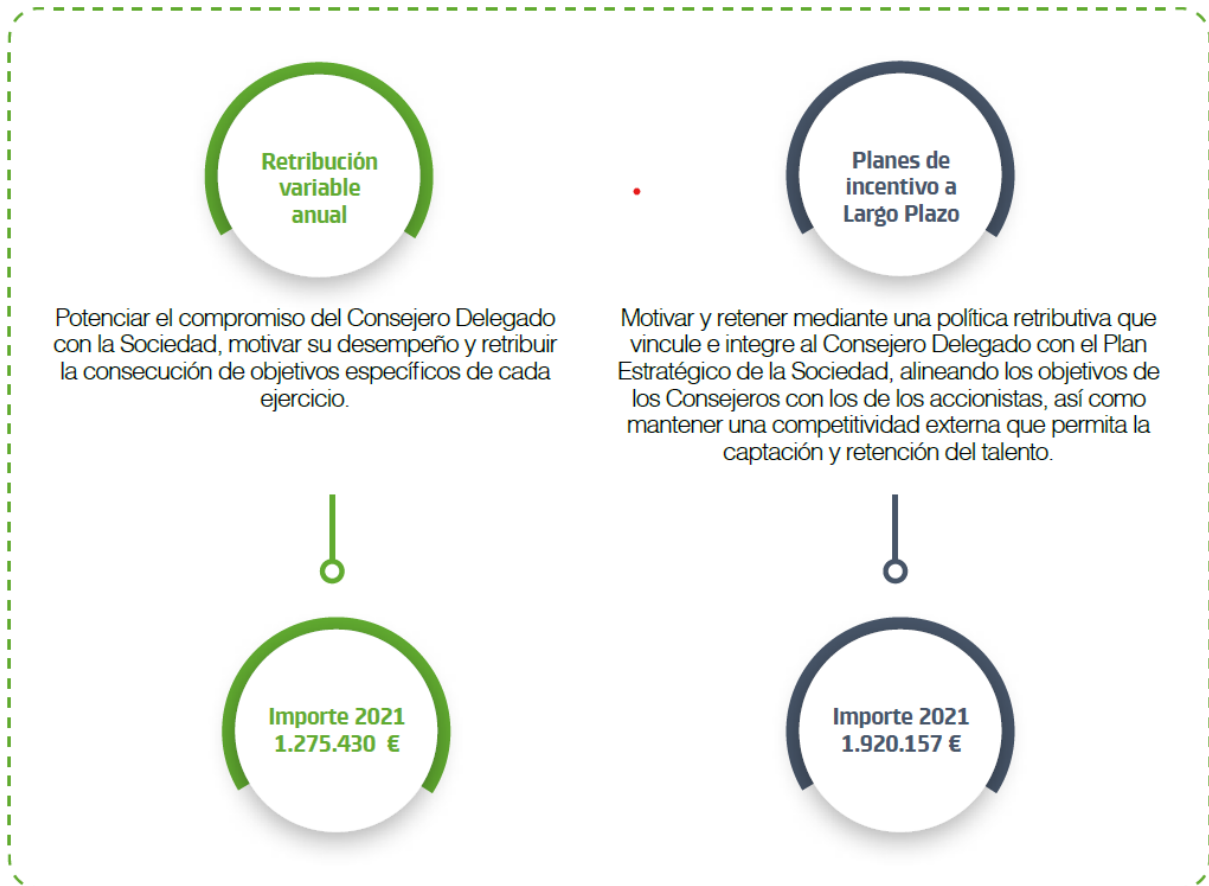 Retribución
variable
anual
Potenciar el compromiso del Consejero Delegado
con la Sociedad, motivar su desempeño y retribuir
la consecución de objetivos específicos de cada
ejercicio.
Importe 2021
1.275.430 €
Planes de
incentivo a
Largo Plazo
Motivar y retener mediante una política retributiva que
vincule e integre al Consejero Delegado con el Plan
Estratégico de la Sociedad, alineando los objetivos de
los Consejeros con los de los accionistas, así como
mantener una competitividad externa que permita la
captación y retención del talento.
Importe 2021
1.920.157 €